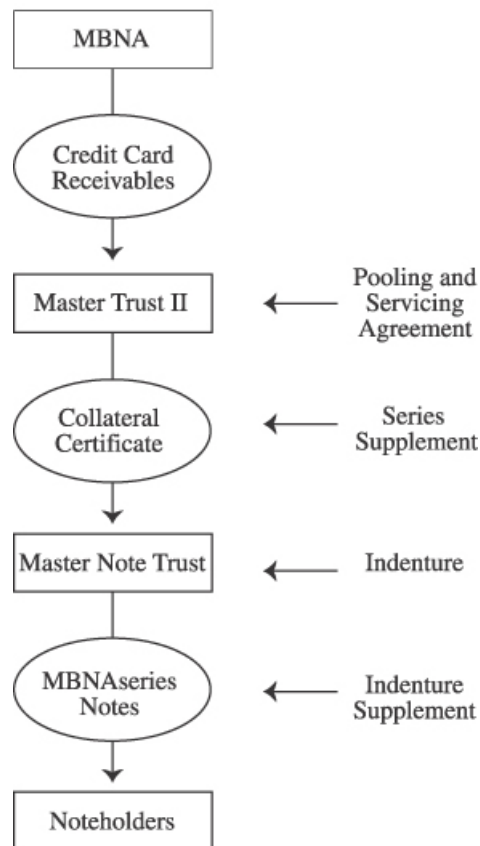 MBNA
Credit Card
Receivables
Master Trust II
Pooling and
Servicing
Agreement
Collateral
Certificate
Series
Supplement
Master Note Trust
Indenture
MBNAseries
Notes
Indenture
Supplement
Noteholders